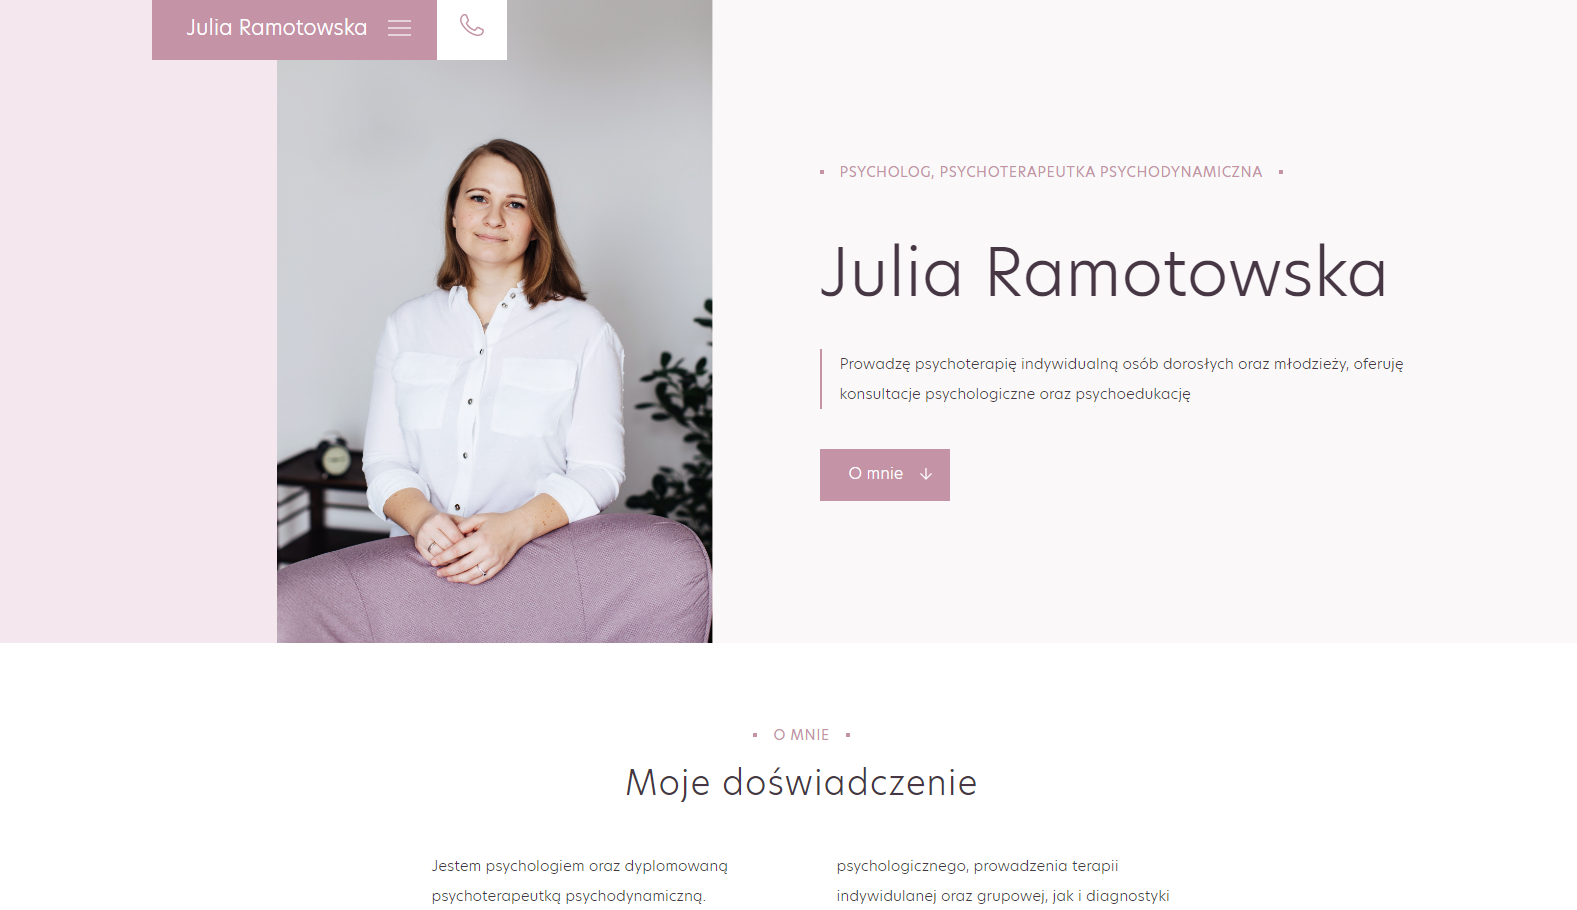 Julia Ramotowska
PSYCHOLOG, PSYCHOTERAPEUTKA PSYCHODYNAMICZNA
Julia Ramotowska
Prowadzę psychoterapię indywidualną osób dorosłych oraz młodzieży, oferuję
konsultacje psychologiczne oraz psychoedukację
O mnie
O MNIE
Moje doświadczenie
Jestem psychologiem oraz dyplomowaną
psychoterapeutką psychodynamiczną.
psychologicznego, prowadzenia terapii
indywidulanej oraz grupowej, jak i diagnostyki